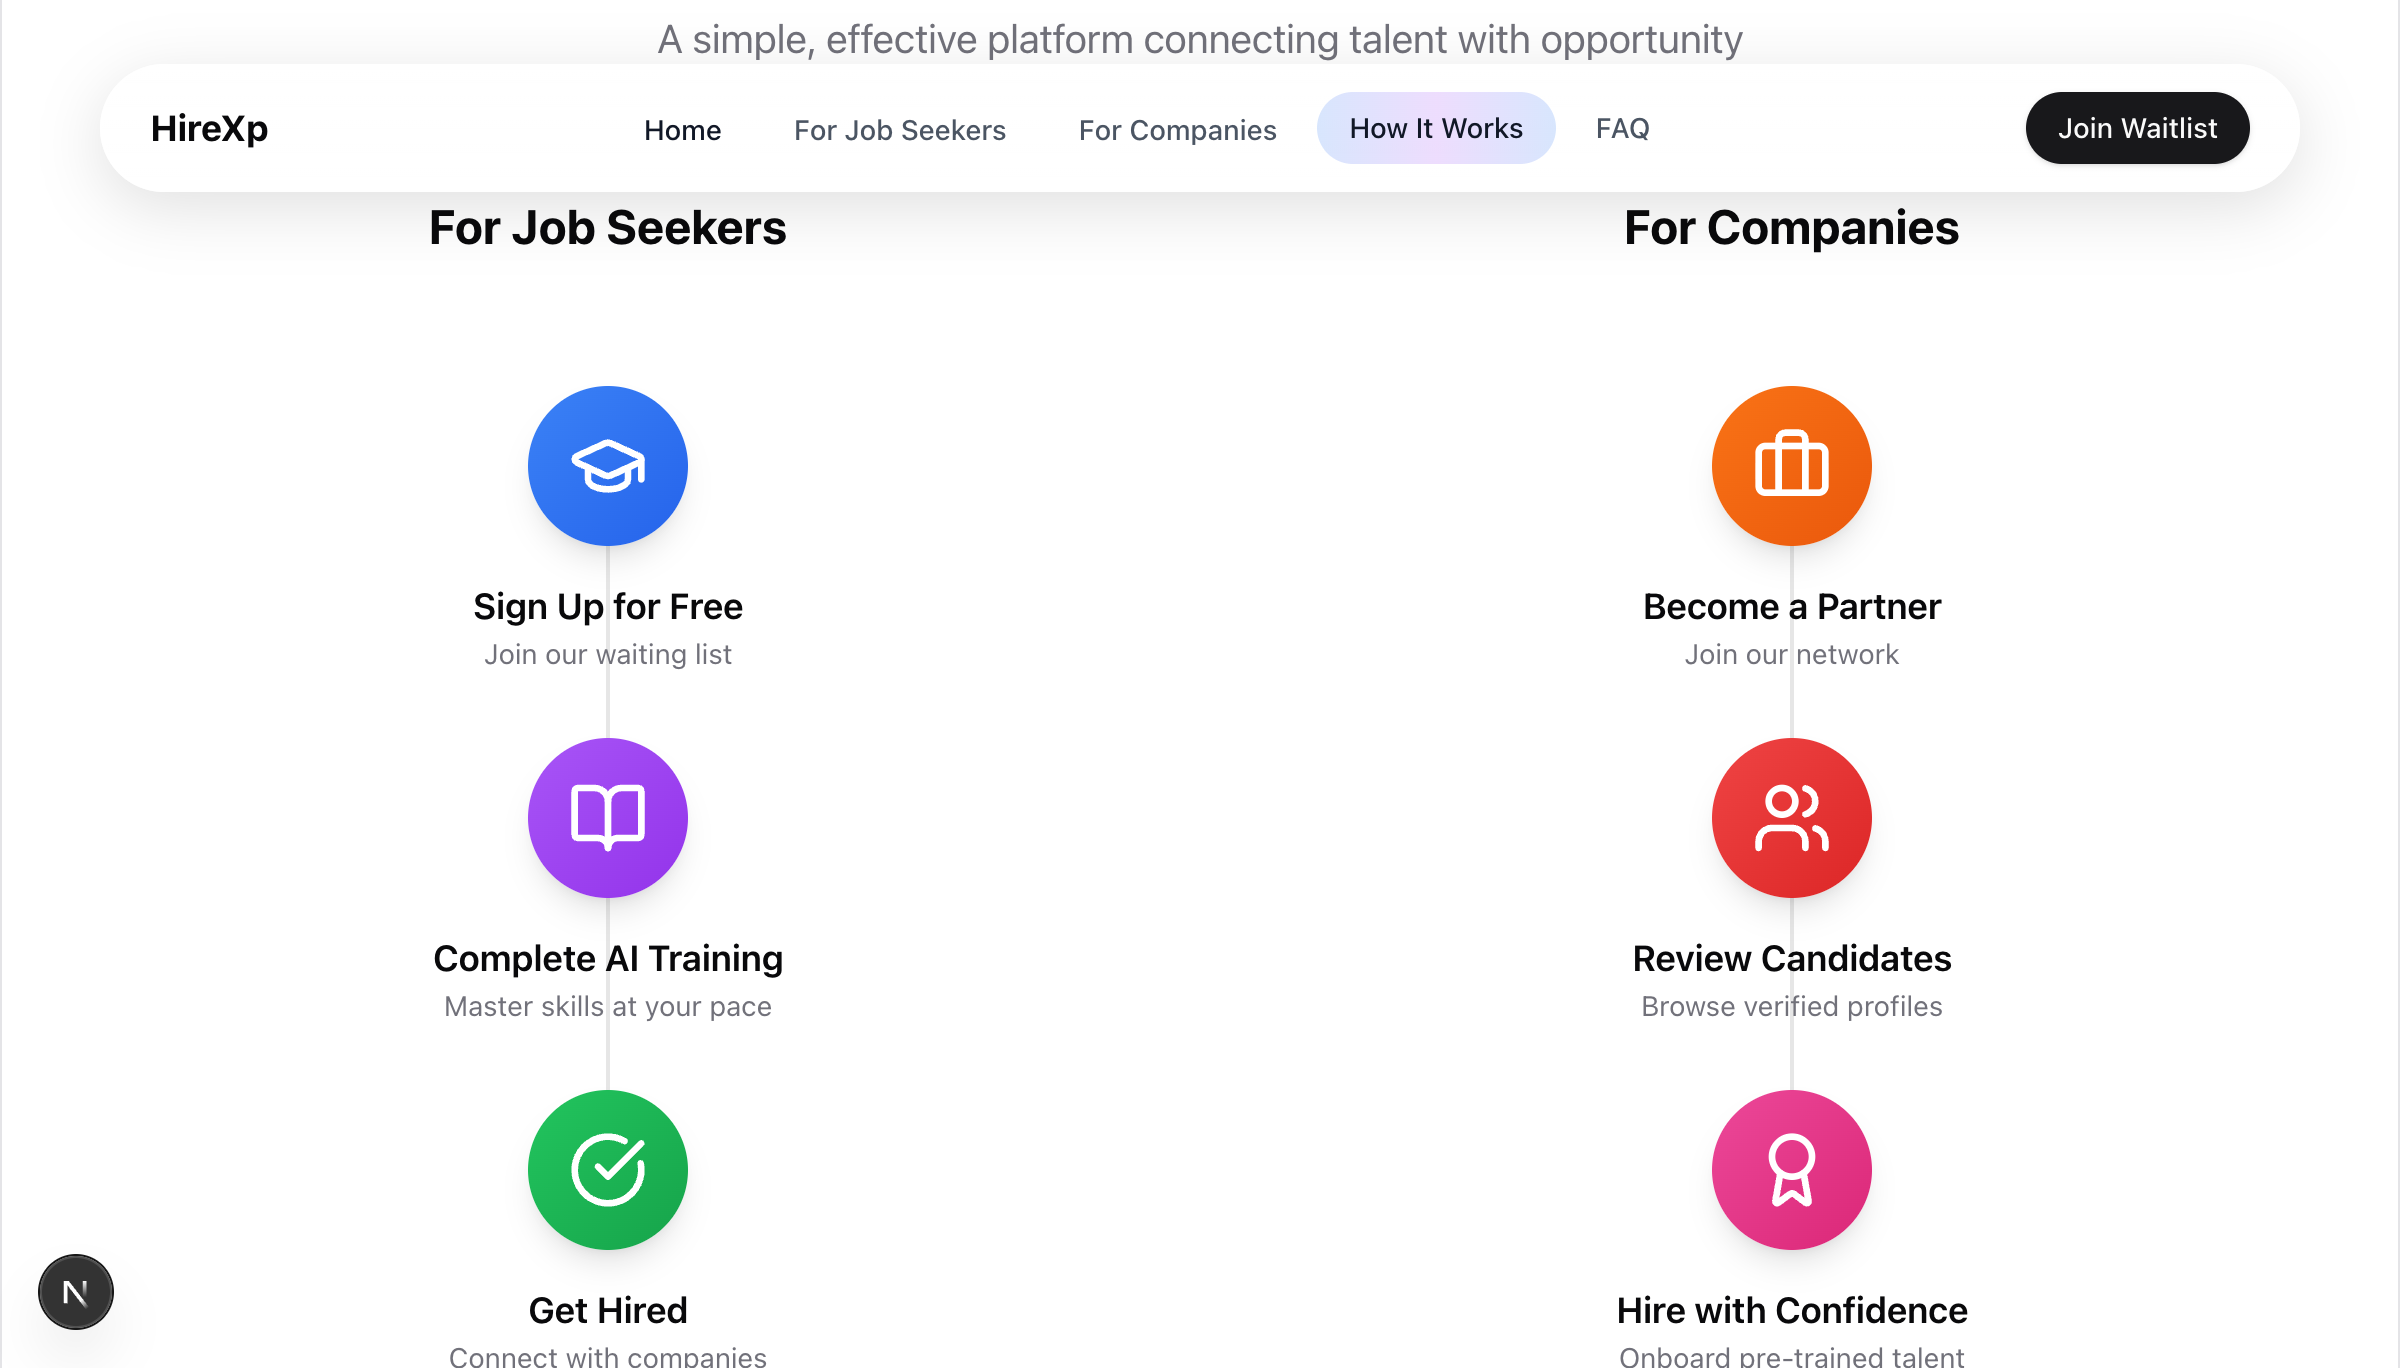 A simple, effective platform connecting talent with opportunity
HireXp
Home
For Job Seekers
For Companies
How It Works
FAQ
Join Waitlist
For Job Seekers
Sign Up for Free
Join our waiting list
Complete AI Training
Master skills at your pace
Get Hired
Connect with companies
For Companies
Become a Partner
Join our network
Review Candidates
Browse verified profiles
Hire with Confidence
Onboard pre-trained talent
N